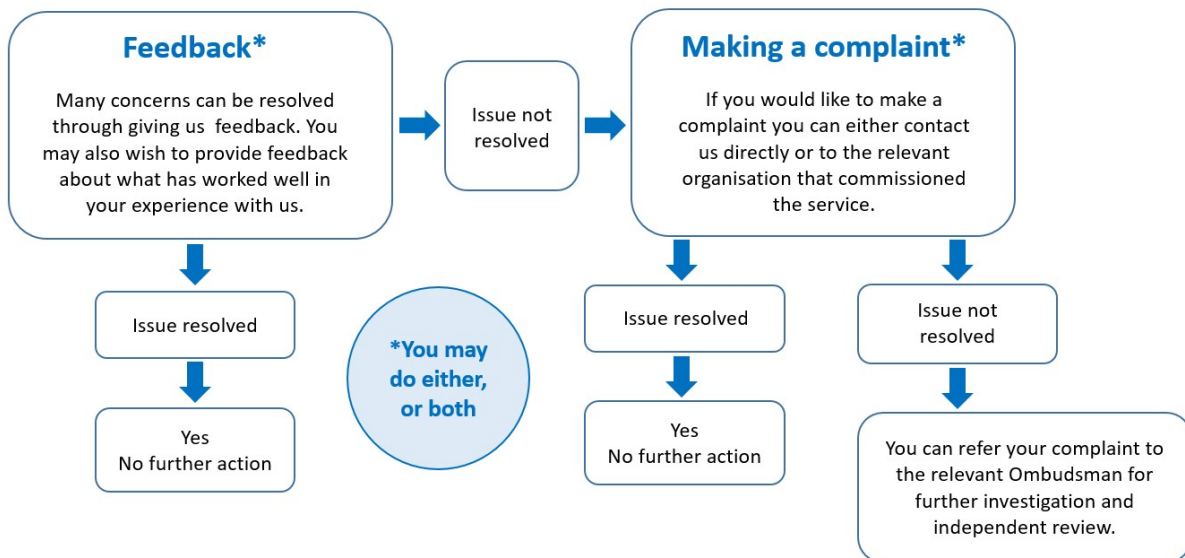 Feedback*
Many concerns can be resolved
through giving us feedback. You
may also wish to provide feedback
about what has worked well in
your experience with us.
Issue not
resolved
Making a complaint*
If you would like to make a
complaint you can either contact
us directly or to the relevant
organisation that commissioned
the service.
Issue resolved
Yes
No further action
*You may
do either,
or both
Issue resolved
Yes
No further action
Issue not
resolved
You can refer your complaint to
the relevant Ombudsman for
further investigation and
independent review.